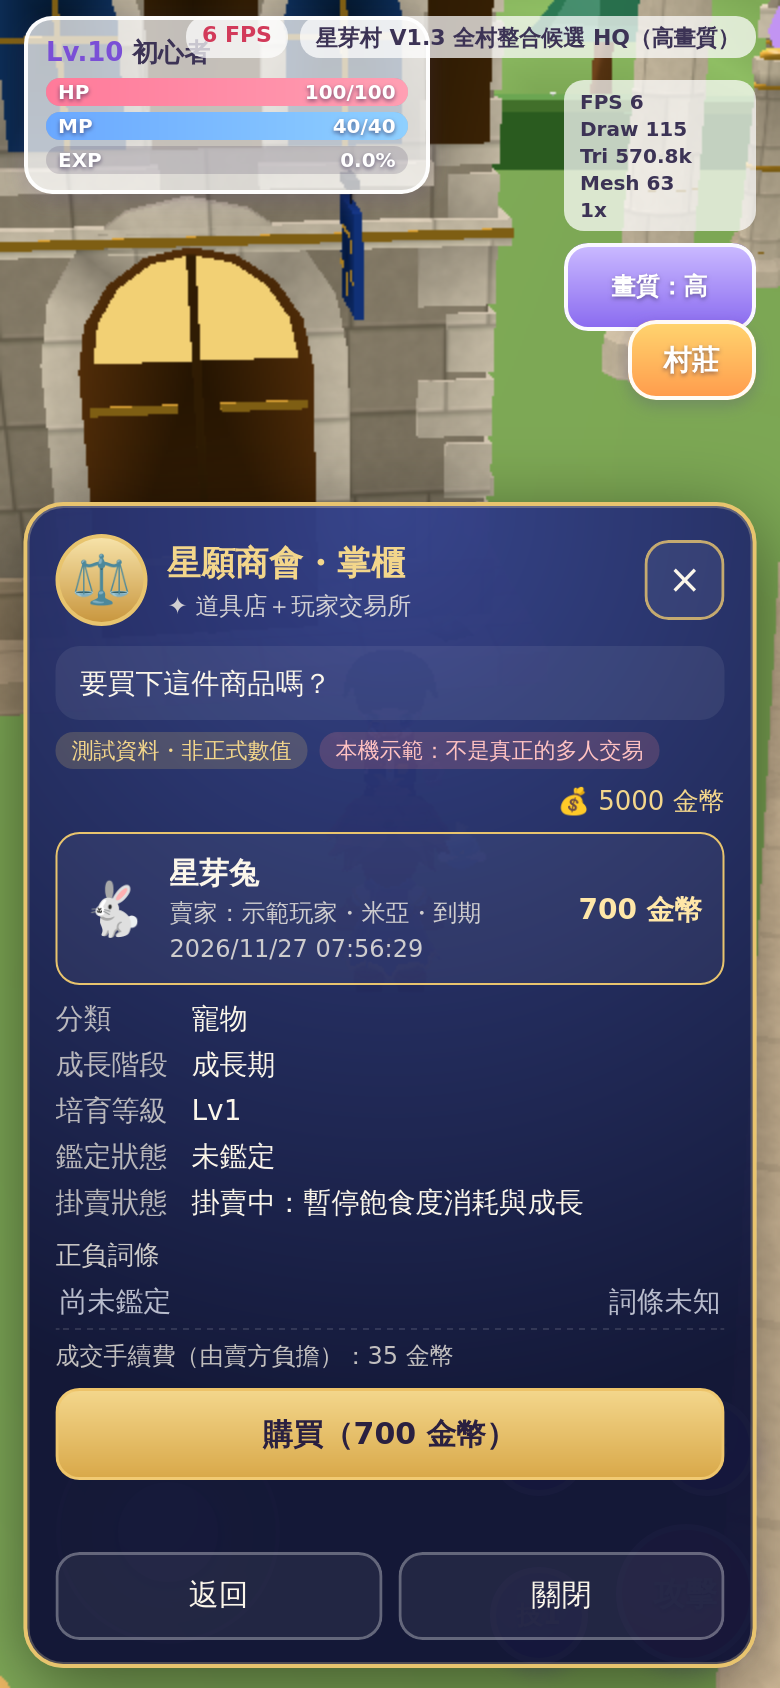 Lv.10 初心者
6 FPS
星芽村 V1.3 全村整合候選 HQ（高畫質）
HP 100/100
MP 40/40
EXP 0.0%
FPS 6
Draw 115
Tri 570.8k
Mesh 63
1x
畫質：高
村莊
星願商會・掌櫃
✦ 道具店＋玩家交易所
×
要買下這件商品嗎？
測試資料・非正式數值 本機示範：不是真正的多人交易
5000 金幣
星芽兔
賣家：示範玩家・米亞・到期
2026/11/27 07:56:29
700 金幣
分類 寵物
成長階段 成長期
培育等級 Lv1
鑑定狀態 未鑑定
掛賣狀態 掛賣中：暫停飽食度消耗與成長
正負詞條
尚未鑑定 詞條未知
成交手續費（由賣方負擔）：35 金幣
購買（700 金幣）
返回 關閉